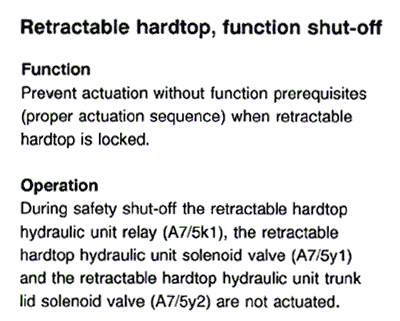 Retractable hardtop, function shut-off
Function
Prevent actuation without function prerequisites
(proper actuation sequence) when retractable
hardtop is locked.
Operation
During safety shut-off the retractable hardtop
hydraulic unit relay (A7/5k1), the retractable
hardtop hydraulic unit solenoid valve (A7/5y1)
and the retractable hardtop hydraulic unit trunk
lid solenoid valve (A7/5y2) are not actuated.